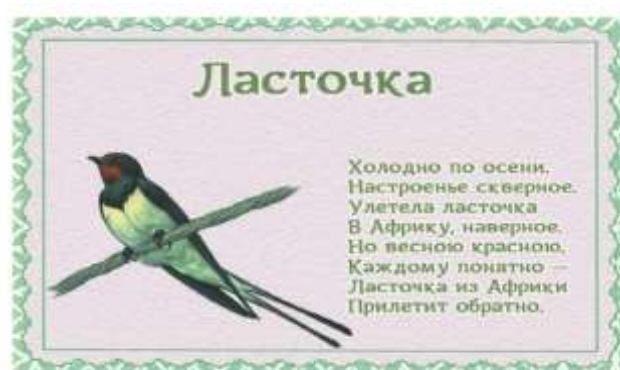 Ласточка
Холодно по осени.
Настроенье скверное.
Улетела ласточка
В Африку, наверное.
Но весною красною,
Каждому понятно —
Ласточка из Африки
Прилетит обратно.